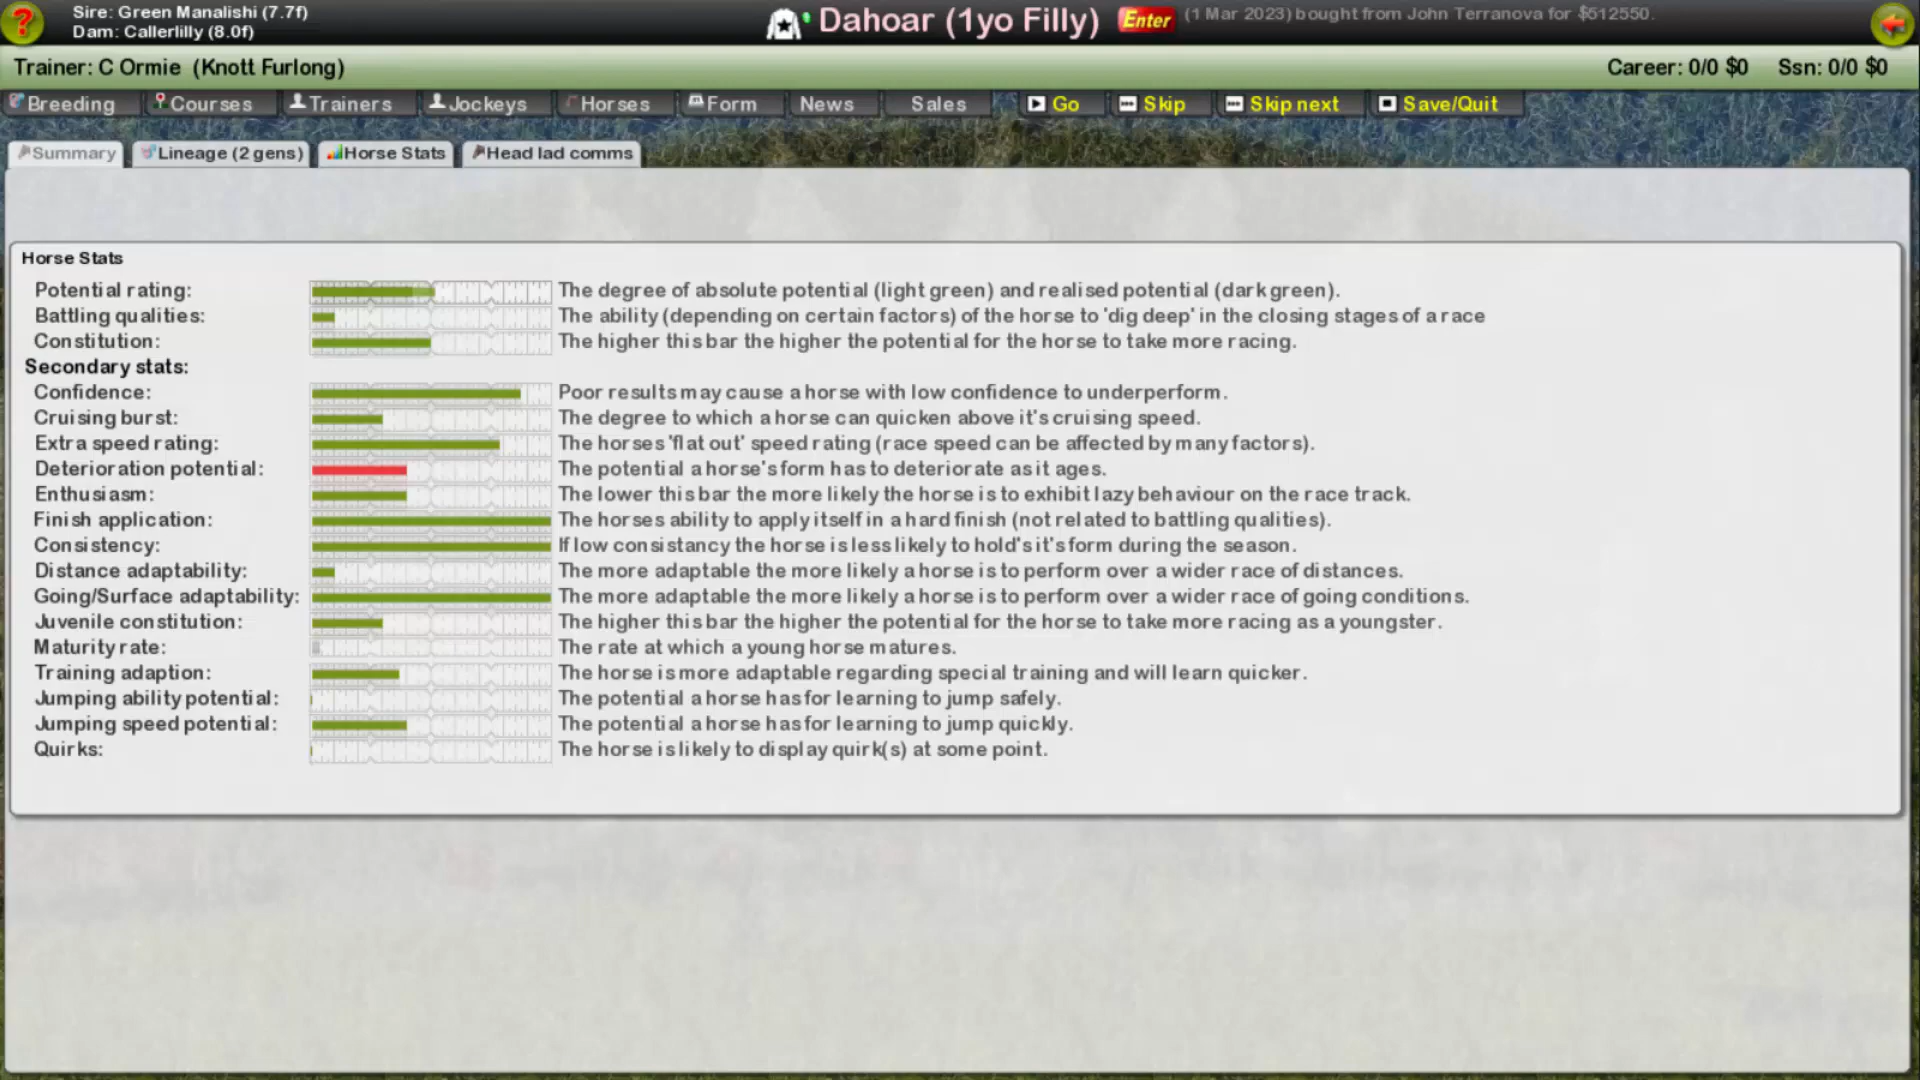 Sire: Green Manalishi (7.7f)
Dam: Callerlilly (8.0f)
Dahoar (1yo Filly) Enter (1 Mar 2023) bought from John Terranova for $512550.
Trainer: C Ormie (Knott Furlong) Career: 0/0 $0 Ssn: 0/0 $0
Breeding Courses Trainers Jockeys Horses Form News Sales Go Skip Skip next Save/Quit
Summary Lineage (2 gens) Horse Stats Head lad comms
Horse Stats
Potential rating: The degree of absolute potential (light green) and realised potential (dark green).
Battling qualities: The ability (depending on certain factors) of the horse to 'dig deep' in the closing stages of a race
Constitution: The higher this bar the higher the potential for the horse to take more racing.
Secondary stats:
Confidence: Poor results may cause a horse with low confidence to underperform.
Cruising burst: The degree to which a horse can quicken above it's cruising speed.
Extra speed rating: The horses 'flat out' speed rating (race speed can be affected by many factors).
Deterioration potential: The potential a horse's form has to deteriorate as it ages.
Enthusiasm: The lower this bar the more likely the horse is to exhibit lazy behaviour on the race track.
Finish application: The horses ability to apply itself in a hard finish (not related to battling qualities).
Consistency: If low consistancy the horse is less likely to hold's it's form during the season.
Distance adaptability: The more adaptable the more likely a horse is to perform over a wider race of distances.
Going/Surface adaptability: The more adaptable the more likely a horse is to perform over a wider race of going conditions.
Juvenile constitution: The higher this bar the higher the potential for the horse to take more racing as a youngster.
Maturity rate: The rate at which a young horse matures.
Training adaption: The horse is more adaptable regarding special training and will learn quicker.
Jumping ability potential: The potential a horse has for learning to jump safely.
Jumping speed potential: The potential a horse has for learning to jump quickly.
Quirks: The horse is likely to display quirk(s) at some point.